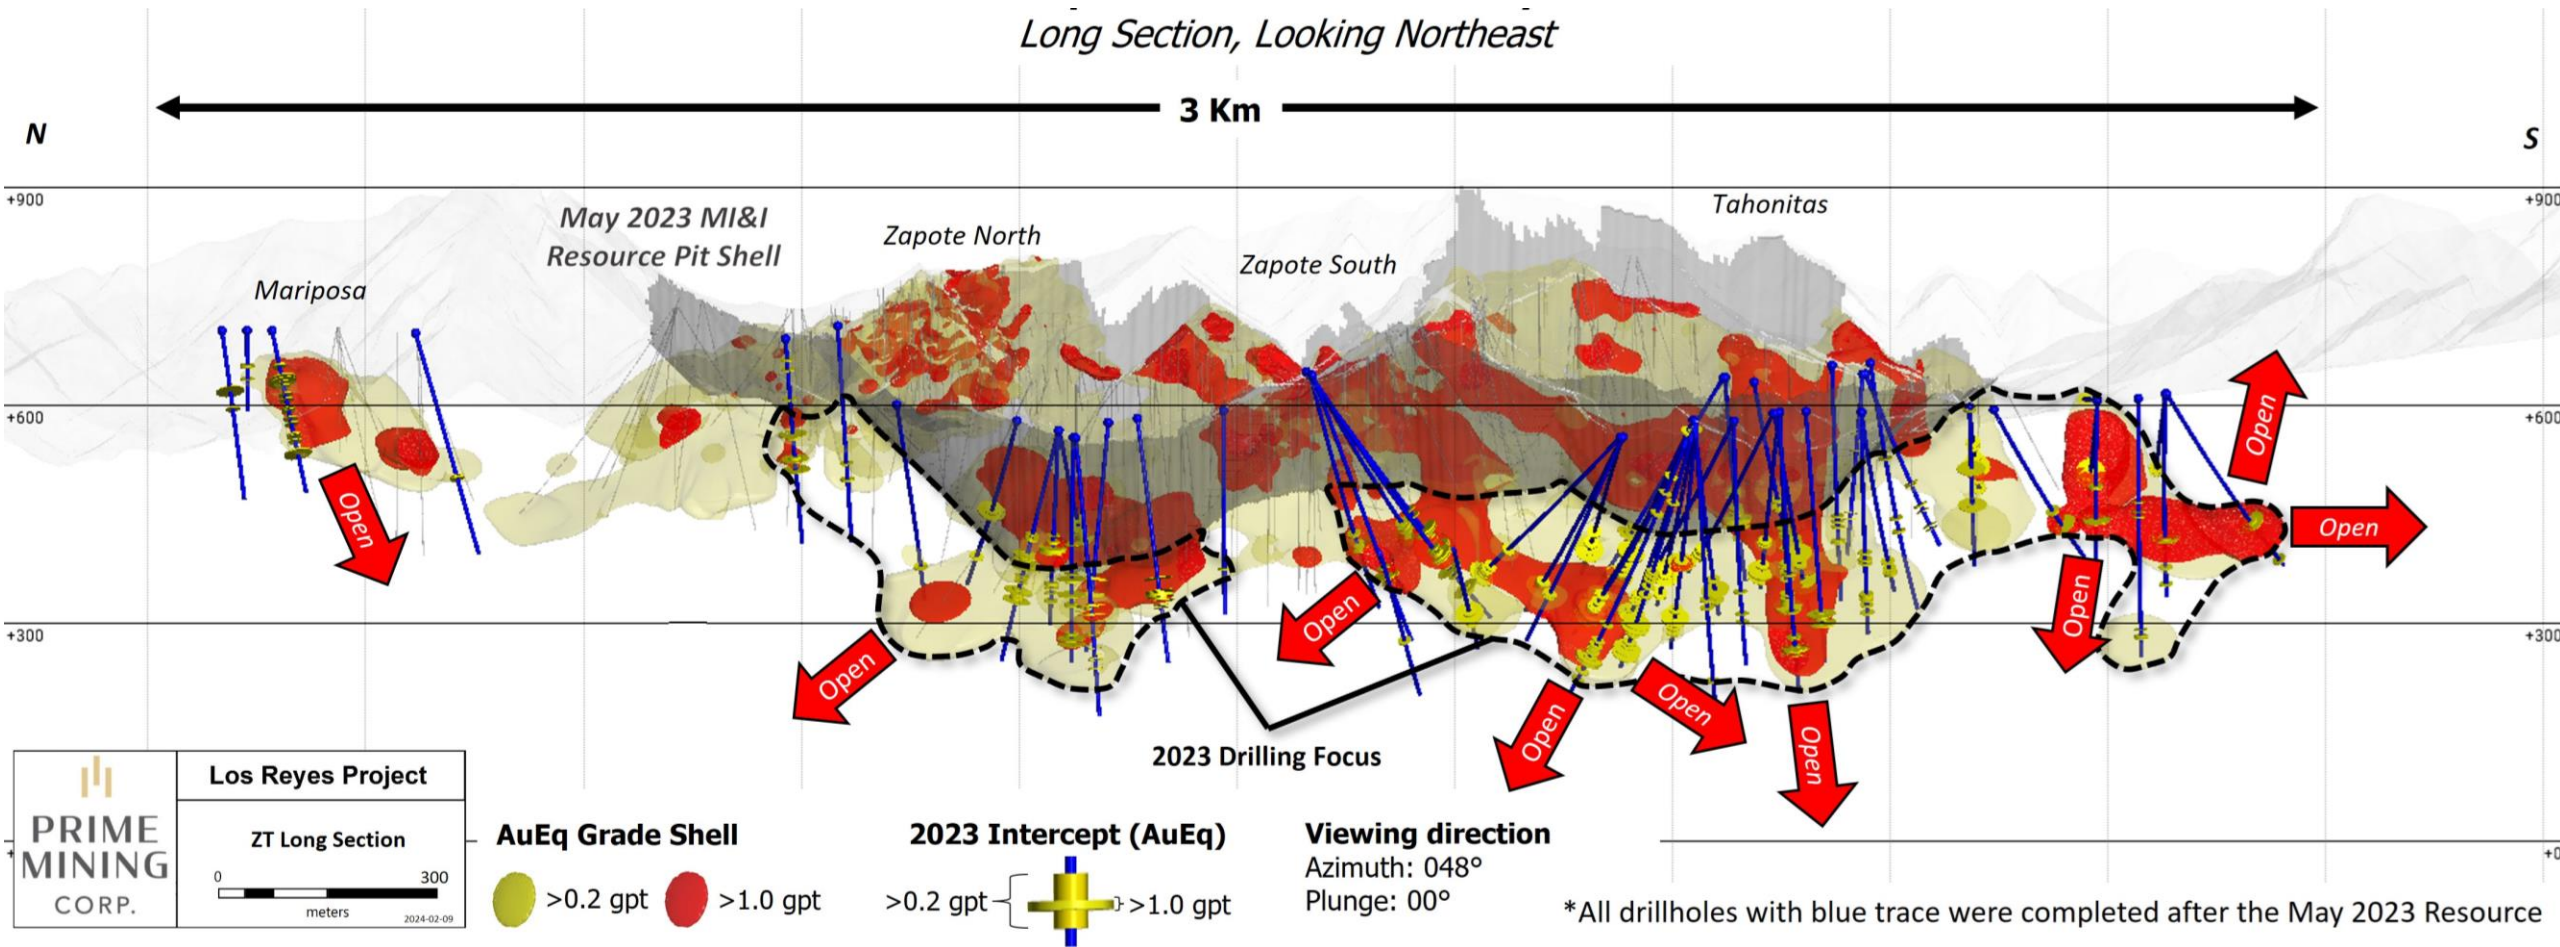 Long Section, Looking Northeast
3 Km
N
S
+900
+900
May 2023 MI&I
Resource Pit Shell
Zapote North
Tahonitas
Zapote South
Mariposa
+600
+600
Open
Open
Open
Open
Open
Open
Open
Open
Open
+300
+300
2023 Drilling Focus
PRIME
MINING
CORP.
Los Reyes Project
ZT Long Section
0
300
meters
2024-02-09
AuEq Grade Shell
>0.2 gpt
>1.0 gpt
2023 Intercept (AuEq)
>0.2 gpt
>1.0 gpt
Viewing direction
Azimuth: 048°
Plunge: 00°
+0
*All drillholes with blue trace were completed after the May 2023 Resource